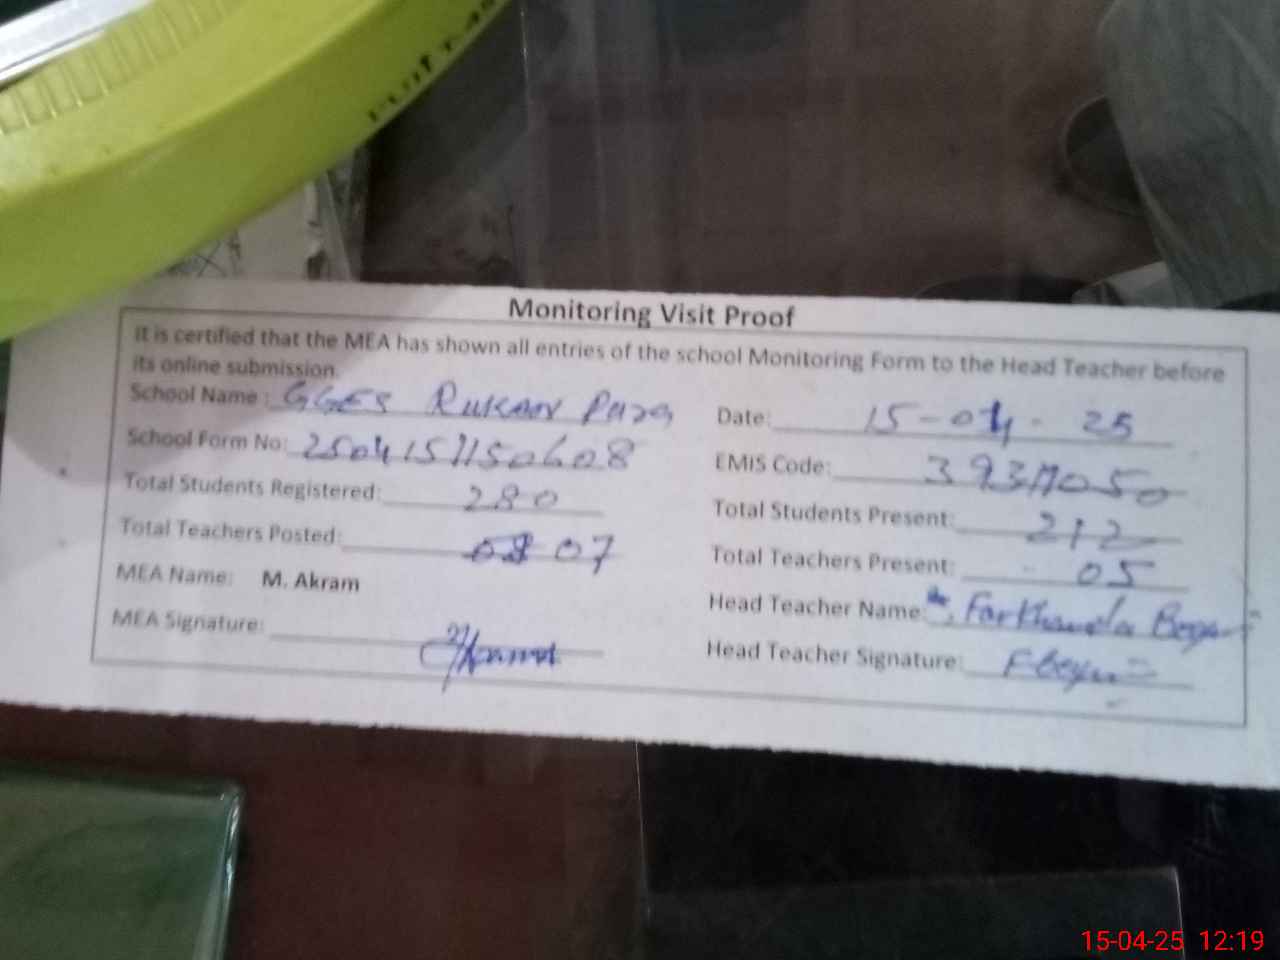 Monitoring Visit Proof
It is certified that the MEA has shown all entries of the school Monitoring Form to the Head Teacher before
its online submission.
School Name : GGES Rukan Pura
Date: 15-04-25
School Form No: 2504151150608
EMIS Code:
Total Students Registered: 280
Total Students Present: 212
Total Teachers Posted: 07
Total Teachers Present: 05
MEA Name: M. Akram
Head Teacher Name: Farkhanda
MEA Signature:
Head Teacher Signature:
15-04-25 12:19